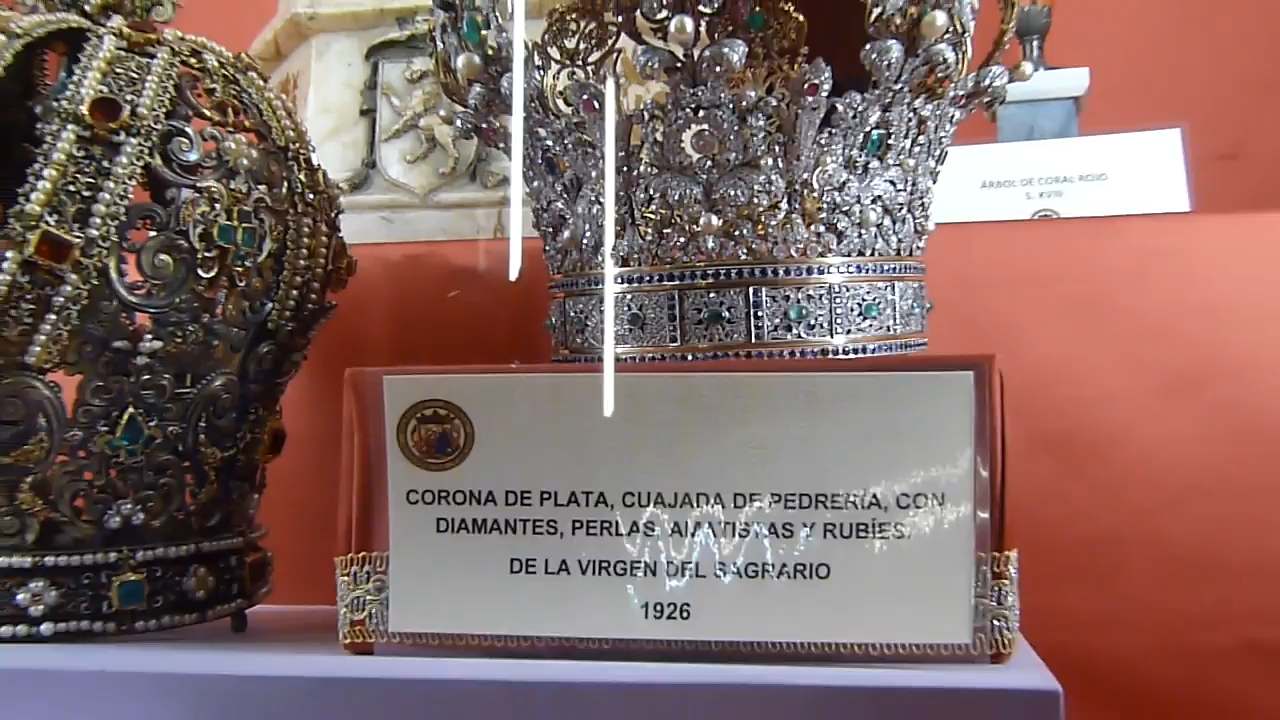 ÁRBOL DE CORAL ROJO
S. XVIII
CORONA DE PLATA, CUAJADA DE PEDRERÍA, CON
DIAMANTES, PERLAS, AMATISTAS Y RUBÍES.
DE LA VIRGEN DEL SAGRARIO
1926